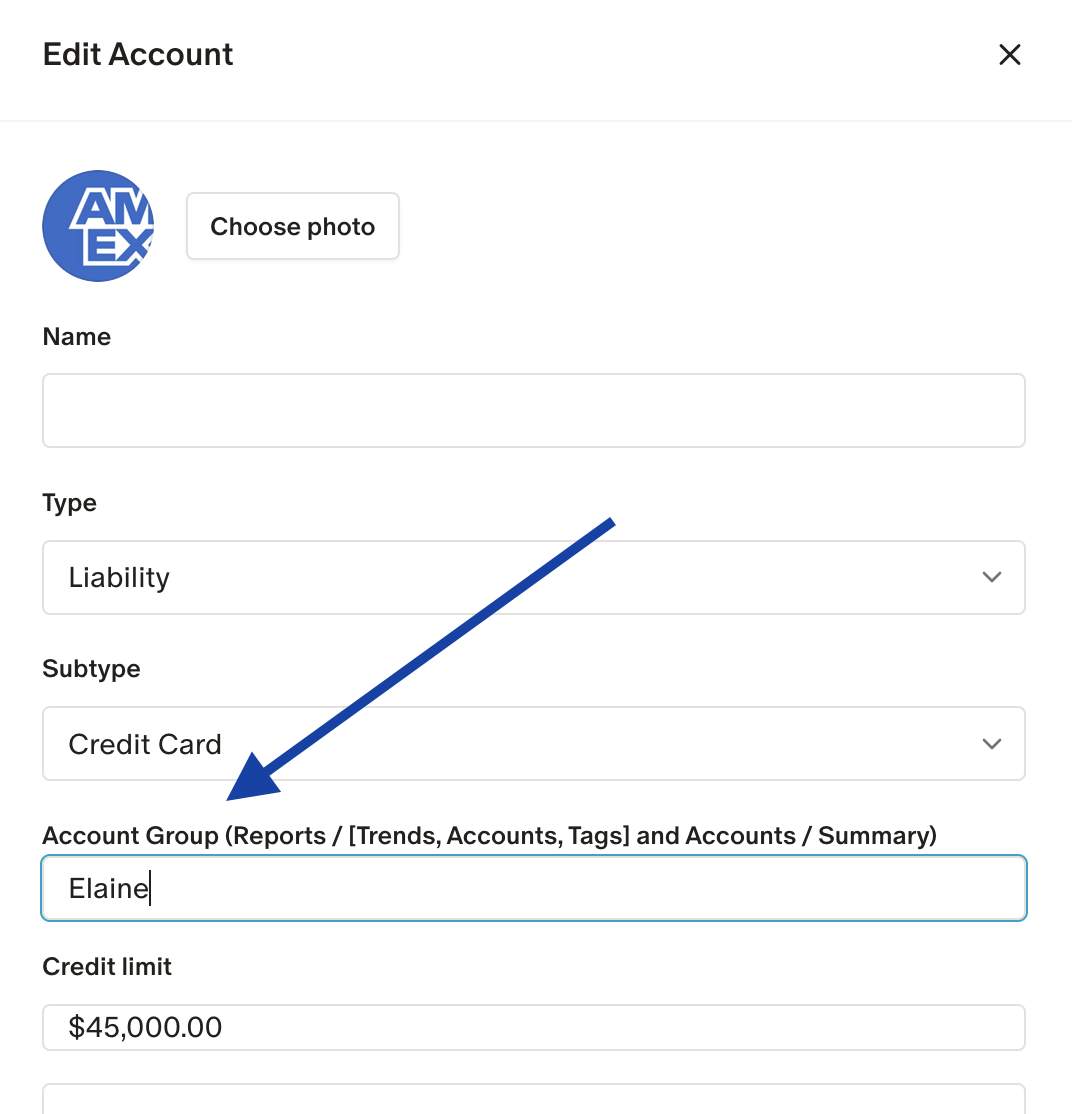 Edit Account
AM
EX
Choose photo
Name
Type
Liability
Subtype
Credit Card
Account Group (Reports / [Trends, Accounts, Tags] and Accounts / Summary)
Elaine
Credit limit
$45,000.00